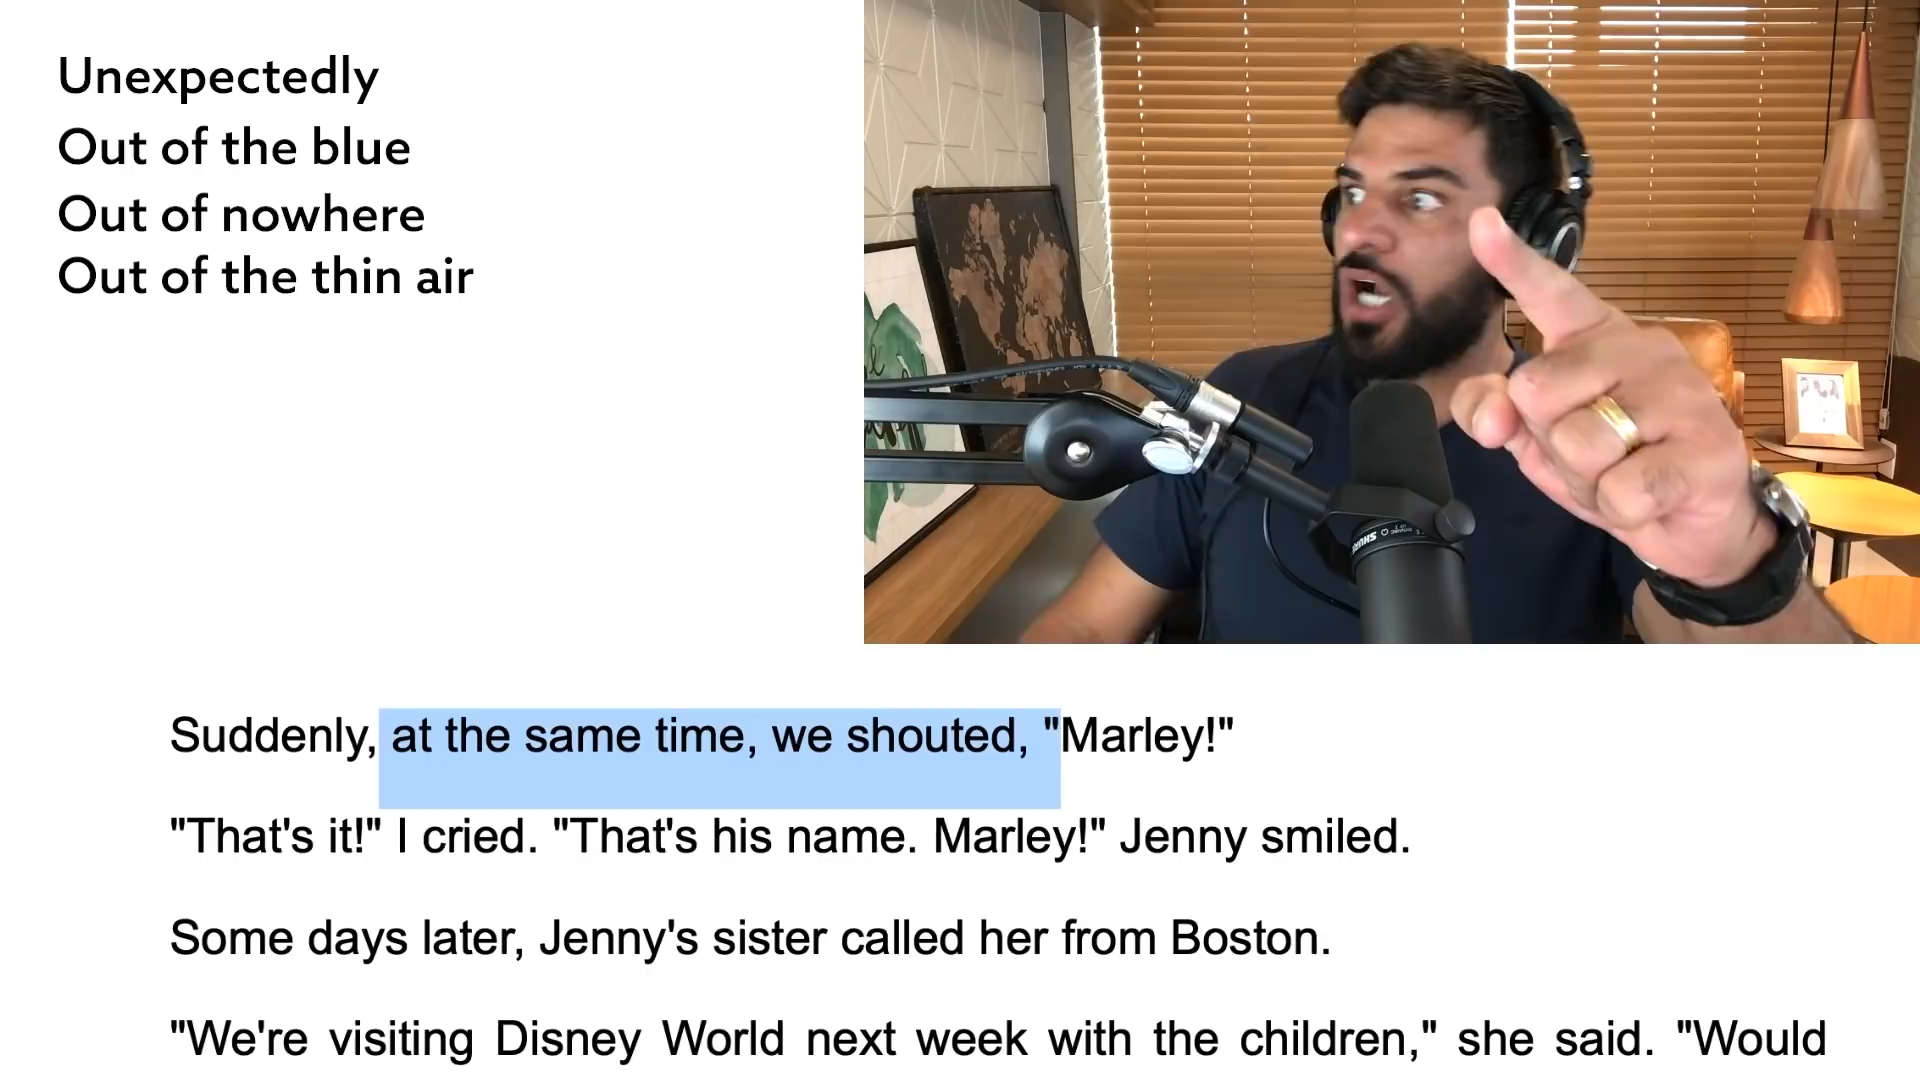 Unexpectedly
Out of the blue
Out of nowhere
Out of the thin air
SHURE
Suddenly, at the same time, we shouted, "Marley!"
"That's it!" I cried. "That's his name. Marley!" Jenny smiled.
Some days later, Jenny's sister called her from Boston.
"We're visiting Disney World next week with the children," she said. "Would